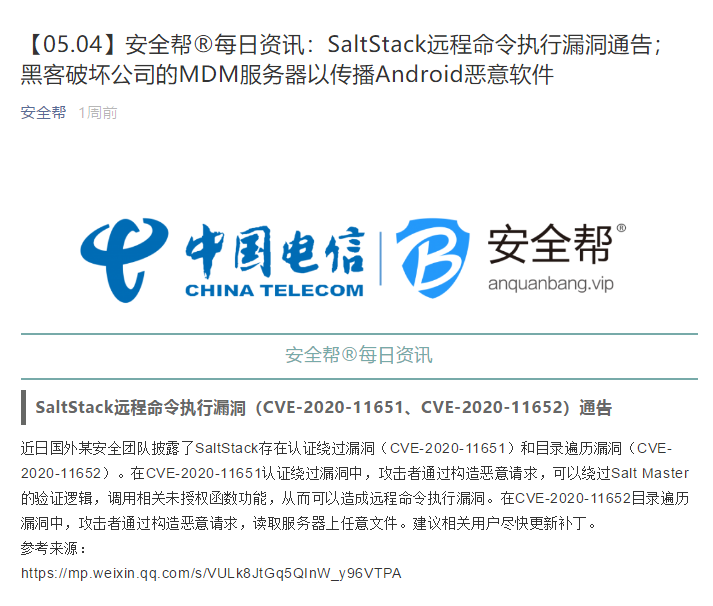 【05.04】安全帮®每日资讯：SaltStack远程命令执行漏洞通告；
黑客破坏公司的MDM服务器以传播Android恶意软件
安全帮 1周前
中国电信
CHINA TELECOM
安全帮®
anquanbang.vip
安全帮®每日资讯
SaltStack远程命令执行漏洞（CVE-2020-11651、CVE-2020-11652）通告
近日国外某安全团队披露了SaltStack存在认证绕过漏洞（CVE-2020-11651）和目录遍历漏洞（CVE-
2020-11652）。在CVE-2020-11651认证绕过漏洞中，攻击者通过构造恶意请求，可以绕过Salt Master
的验证逻辑，调用相关未授权函数功能，从而可以造成远程命令执行漏洞。在CVE-2020-11652目录遍历
漏洞中，攻击者通过构造恶意请求，读取服务器上任意文件。建议相关用户尽快更新补丁。
参考来源：
https://mp.weixin.qq.com/s/VULk8JtGq5QInW_y96VTPA